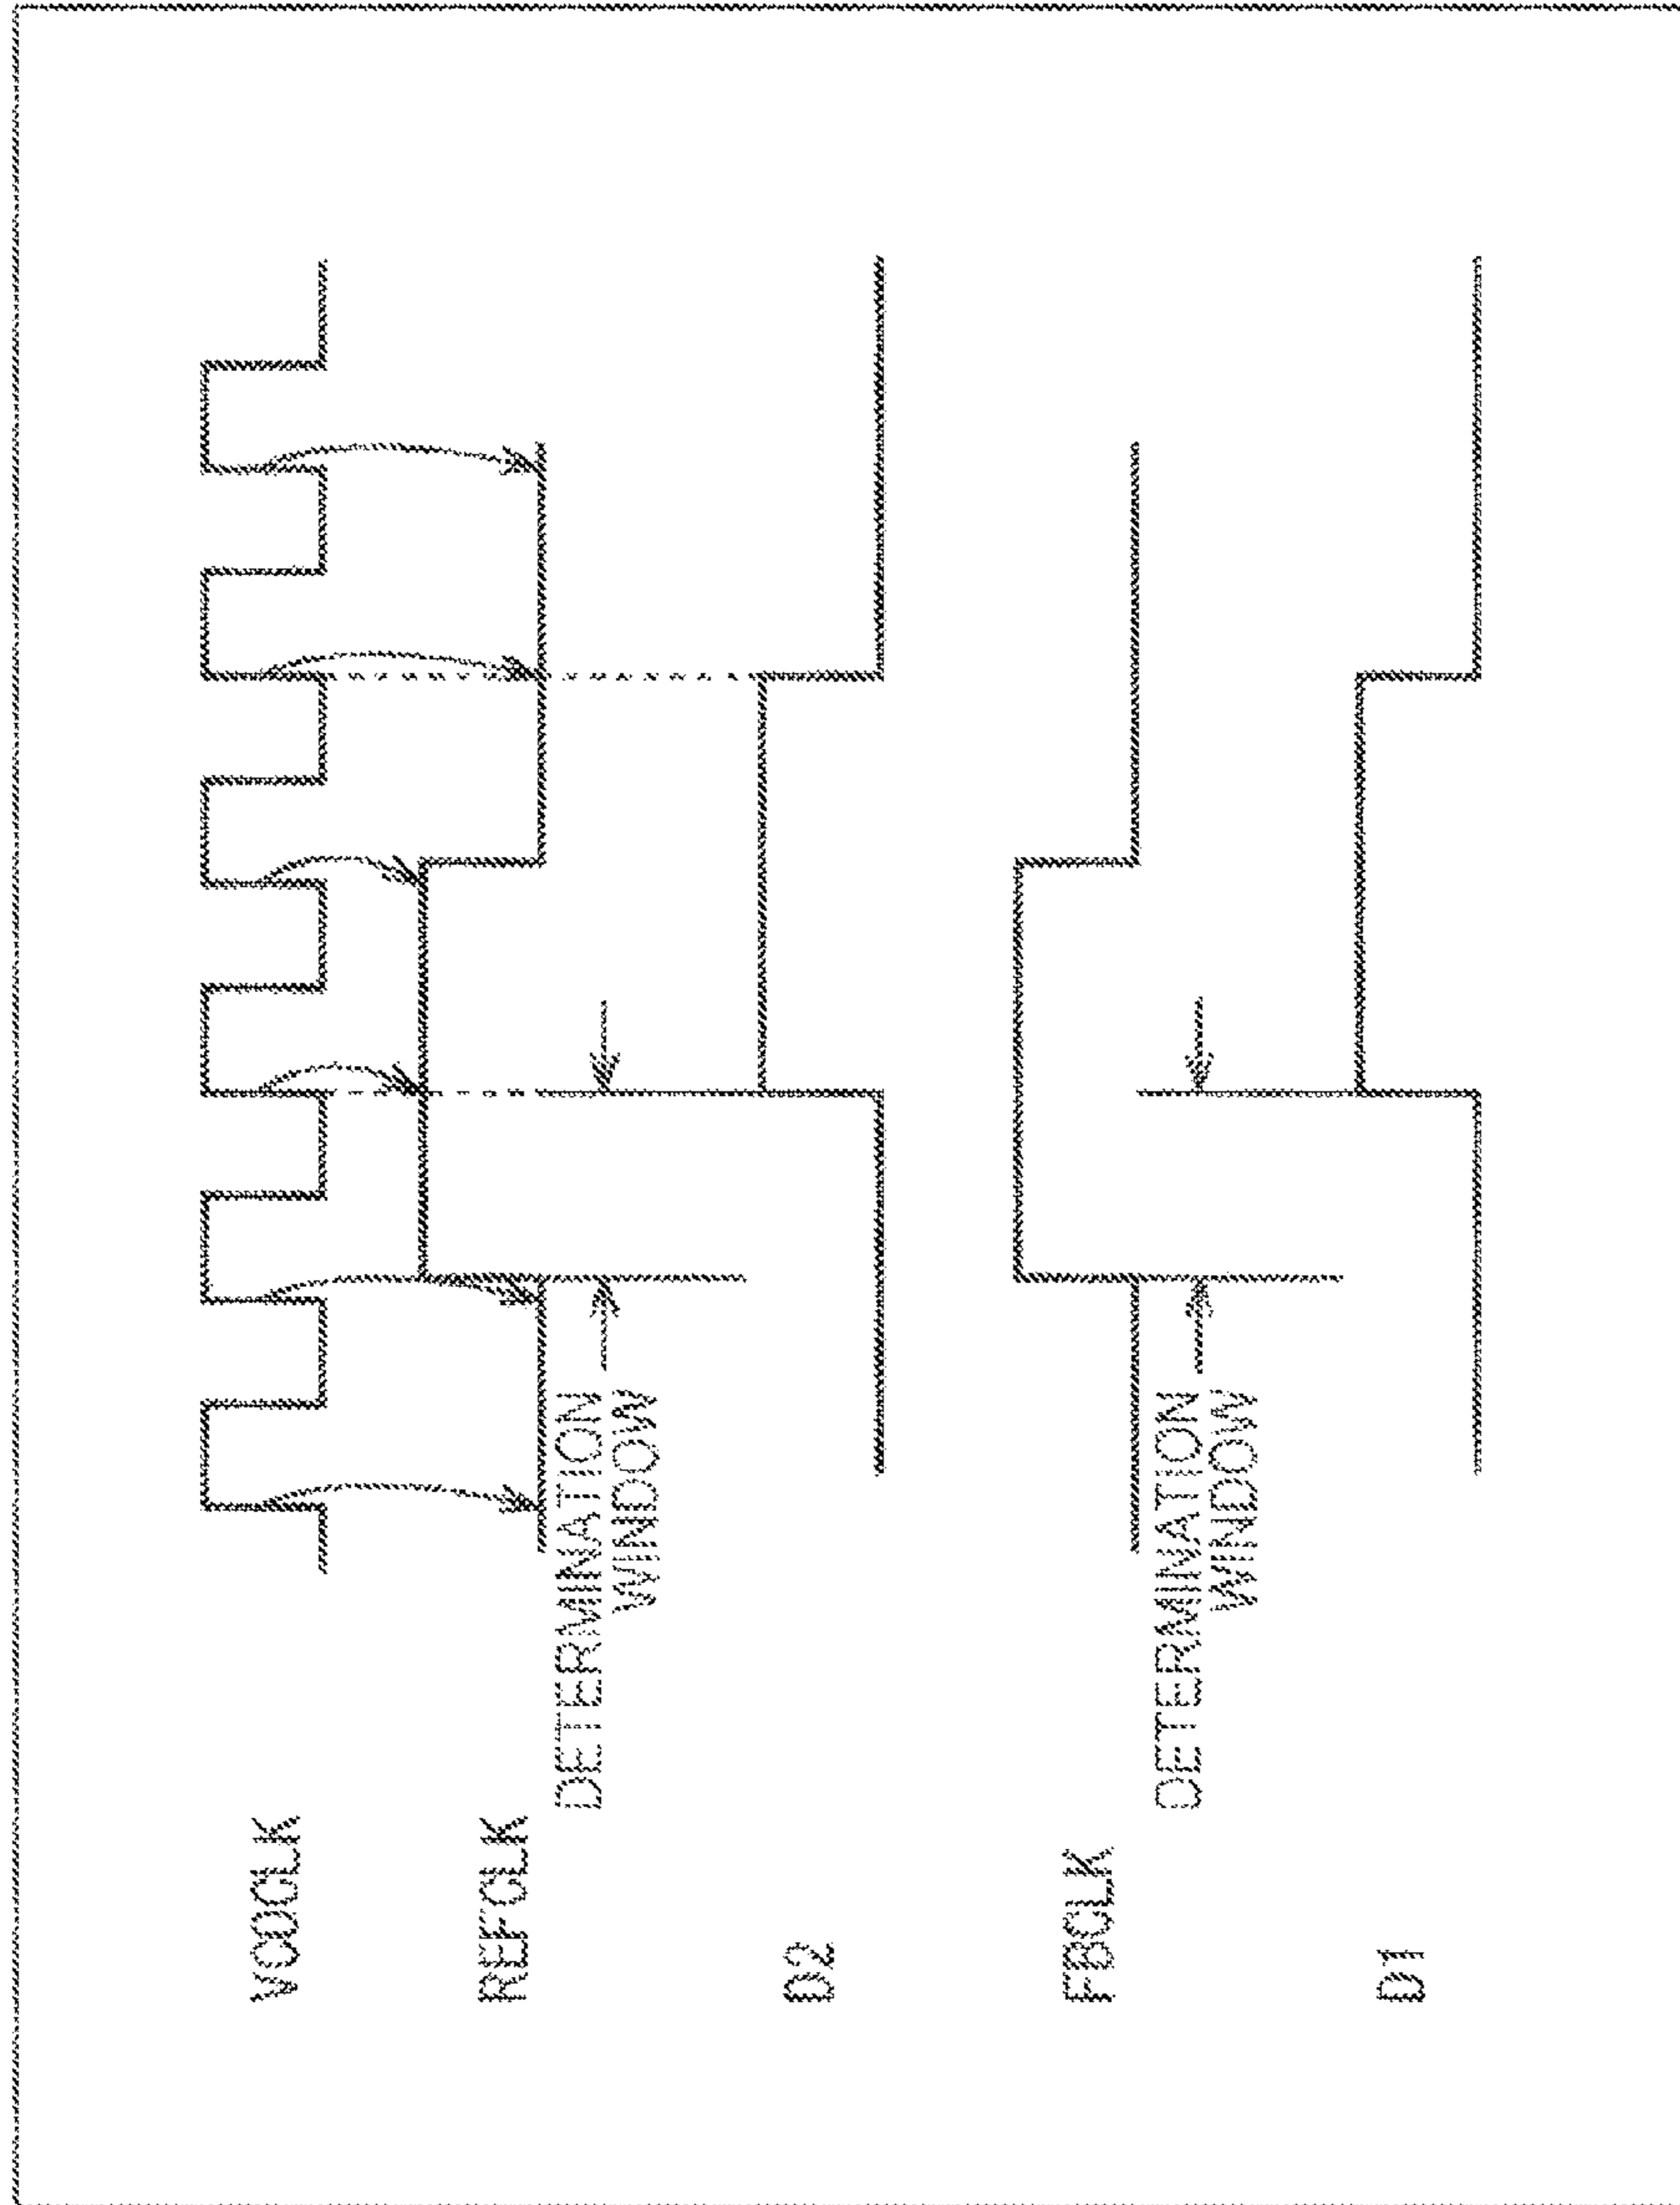 VCOCLK
REFCLK
DETERMINATION
WINDOW
D2
FBCLK
DETERMINATION
WINDOW
D1